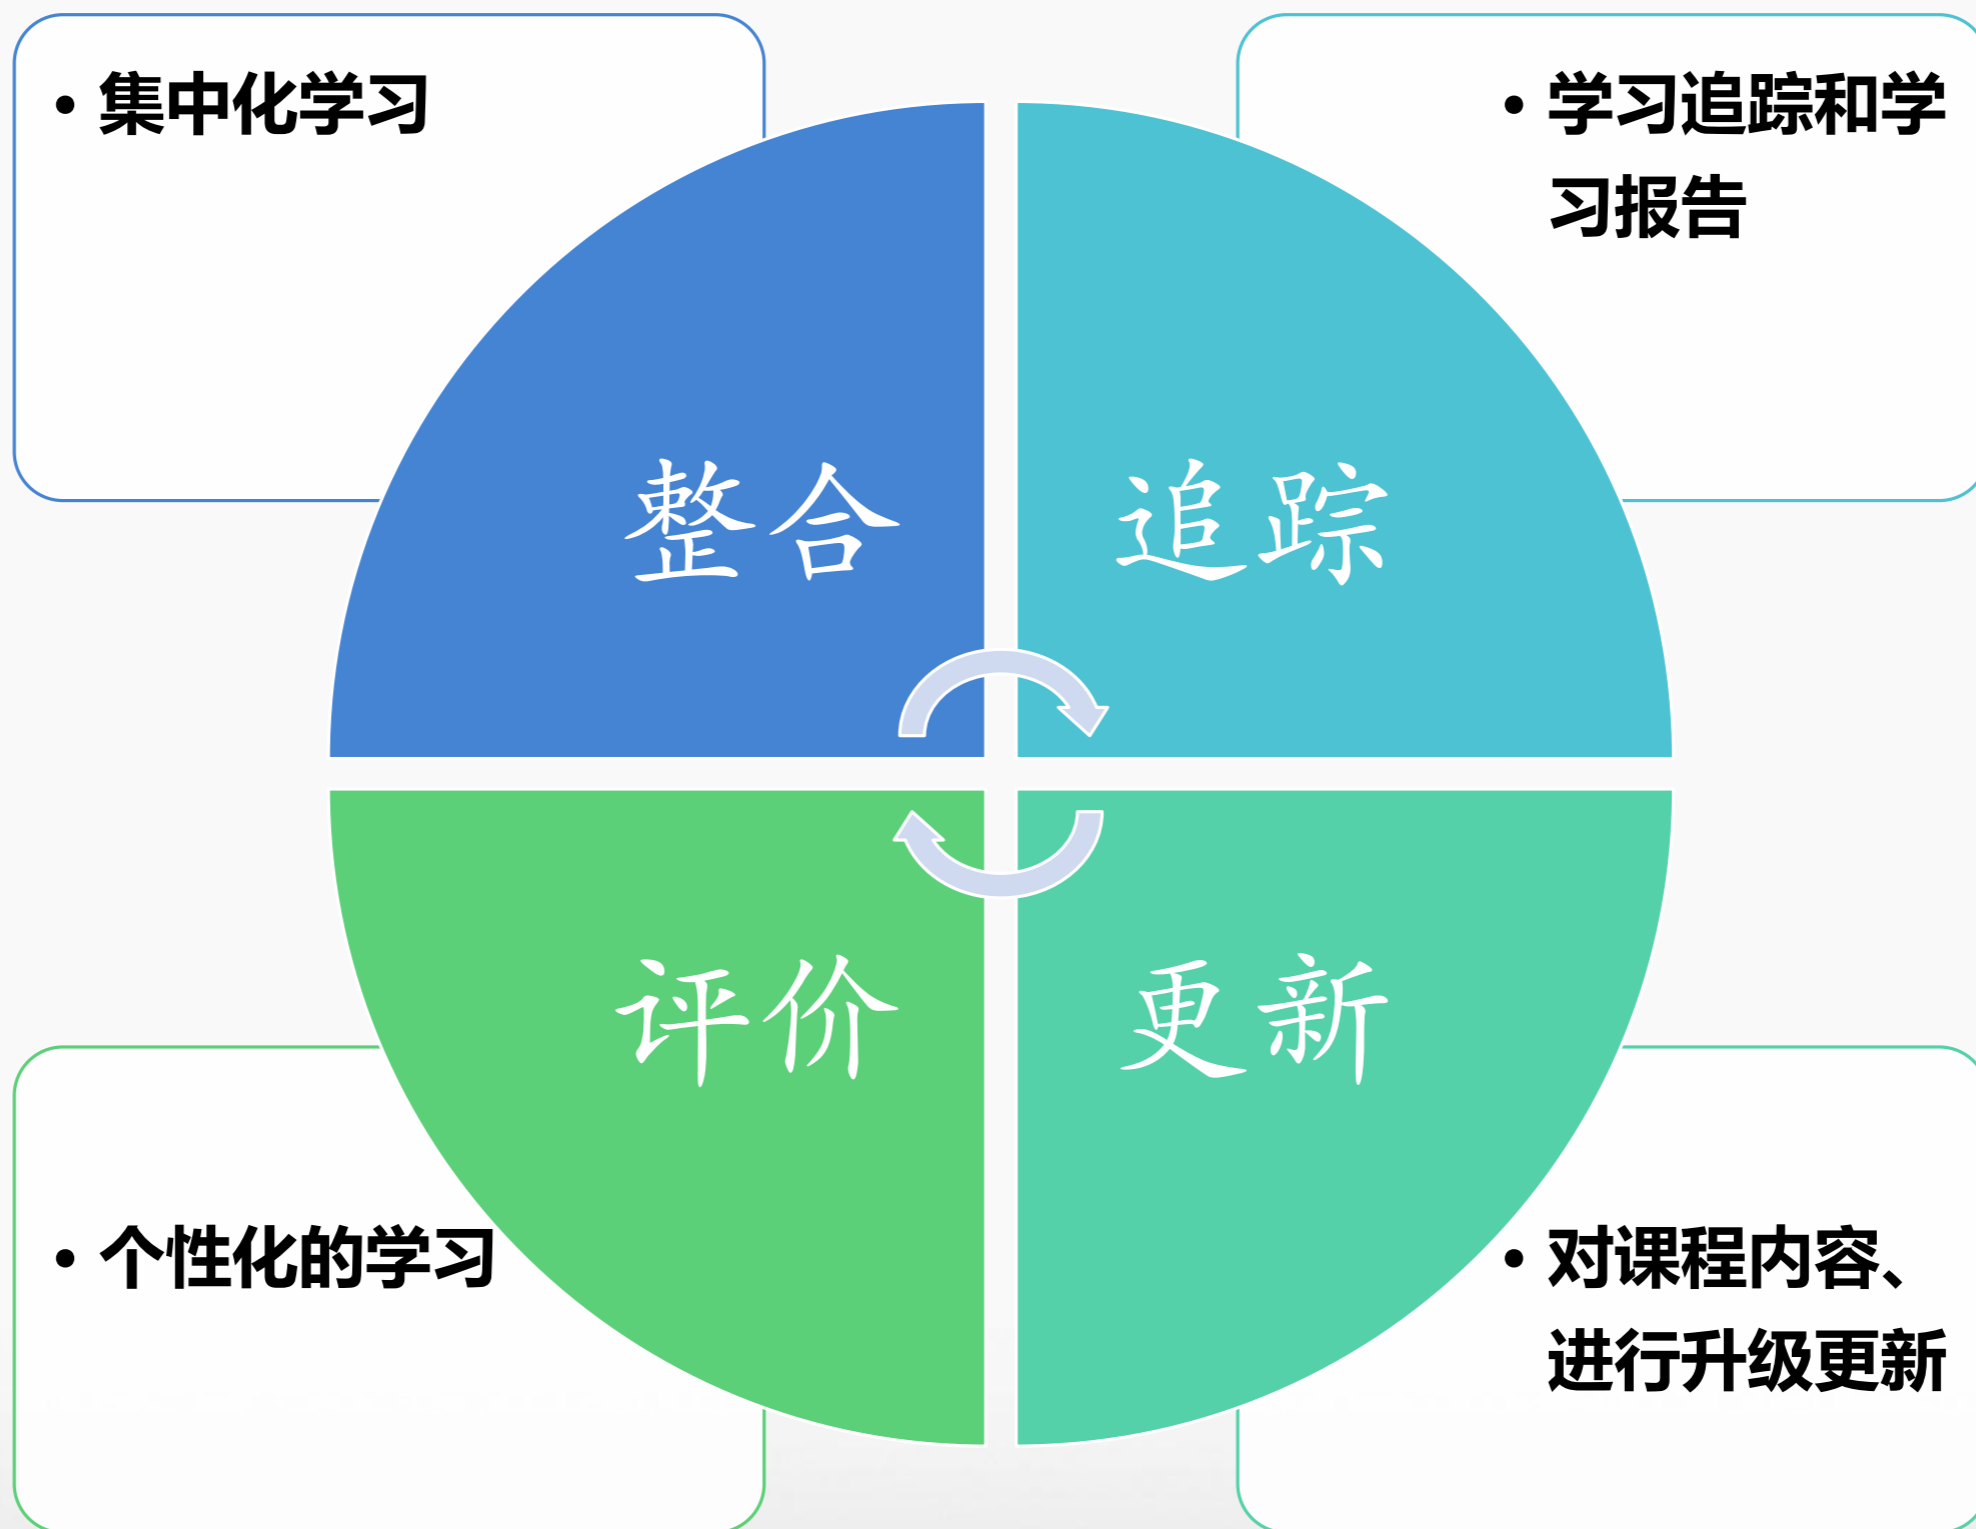 • 集中化学习
• 学习追踪和学
习报告
整合
追踪
评价
更新
• 个性化的学习
• 对课程内容、
进行升级更新